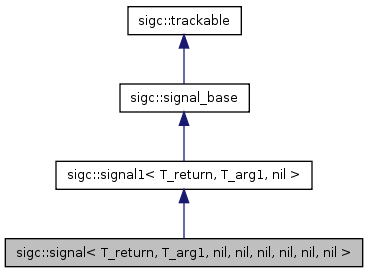 sigc::trackable
sigc::signal_base
sigc::signal1< T_return, T_arg1, nil >
sigc::signal< T_return, T_arg1, nil, nil, nil, nil, nil, nil >